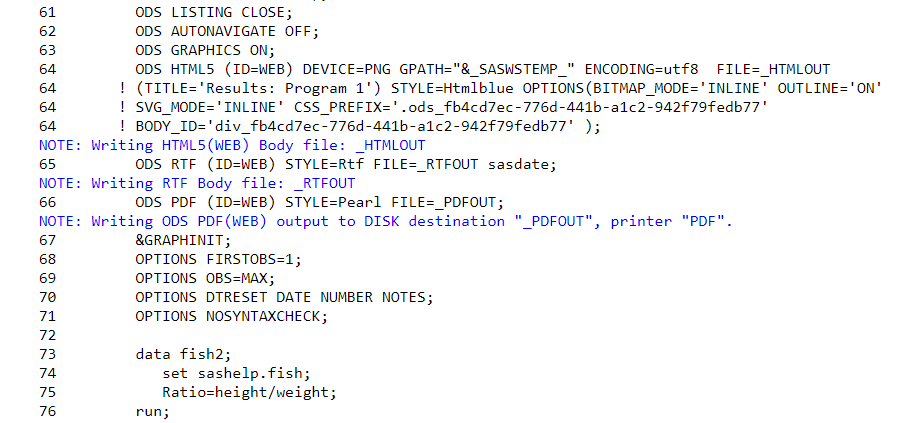 61 ODS LISTING CLOSE;
62 ODS AUTONAVIGATE OFF;
63 ODS GRAPHICS ON;
64 ODS HTML5 (ID=WEB) DEVICE=PNG GPATH="&_SASWSTEMP_" ENCODING=utf8 FILE=_HTMLOUT
64 ! (TITLE='Results: Program 1') STYLE=Htmlblue OPTIONS(BITMAP_MODE='INLINE' OUTLINE='ON'
64 ! SVG_MODE='INLINE' CSS_PREFIX='.ods_fb4cd7ec-776d-441b-a1c2-942f79fedb77'
64 ! BODY_ID='div_fb4cd7ec-776d-441b-a1c2-942f79fedb77' );
NOTE: Writing HTML5(WEB) Body file: _HTMLOUT
65 ODS RTF (ID=WEB) STYLE=Rtf FILE=_RTFOUT sasdate;
NOTE: Writing RTF Body file: _RTFOUT
66 ODS PDF (ID=WEB) STYLE=Pearl FILE=_PDFOUT;
NOTE: Writing ODS PDF(WEB) output to DISK destination "_PDFOUT", printer "PDF".
67 &GRAPHINIT;
68 OPTIONS FIRSTOBS=1;
69 OPTIONS OBS=MAX;
70 OPTIONS DTRESET DATE NUMBER NOTES;
71 OPTIONS NOSYNTAXCHECK;
72
73 data fish2;
74 set sashelp.fish;
75 Ratio=height/weight;
76 run;